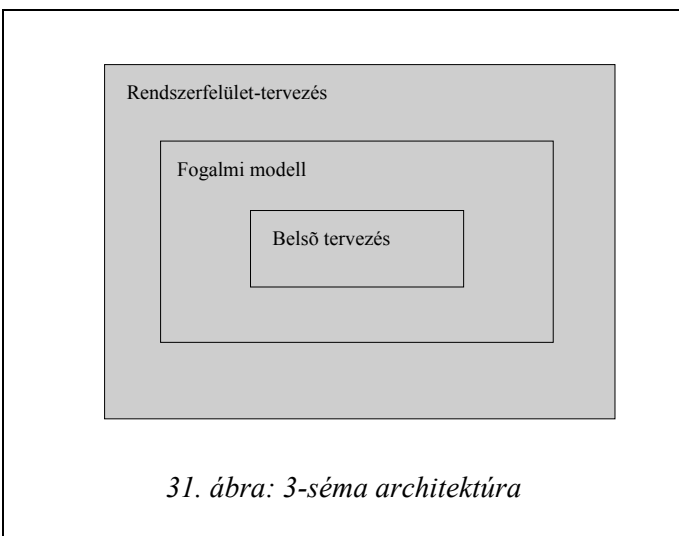 Rendszerfelület-tervezés
Fogalmi modell
Belsõ tervezés
31. ábra: 3-séma architektúra